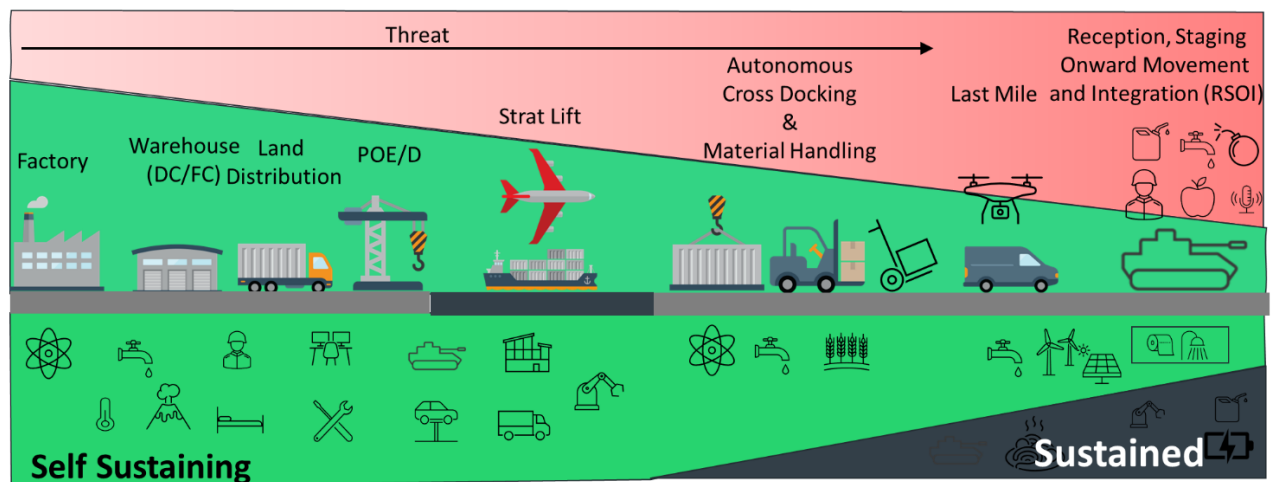 Threat
Reception, Staging
Onward Movement
and Integration (RSOI)
Autonomous
Cross Docking
&
Material Handling
Last Mile
Strat Lift
Factory
Warehouse
(DC/FC)
Land
Distribution
POE/D
Self Sustaining
Sustained